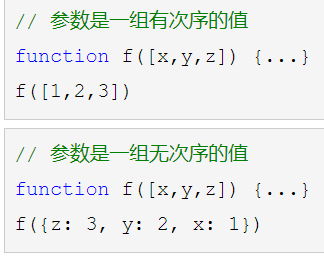 // 参数是一组有次序的值
function f([x,y,z]) {...}
f([1,2,3])
// 参数是一组无次序的值
function f([x,y,z]) {...}
f({z: 3, y: 2, x: 1})